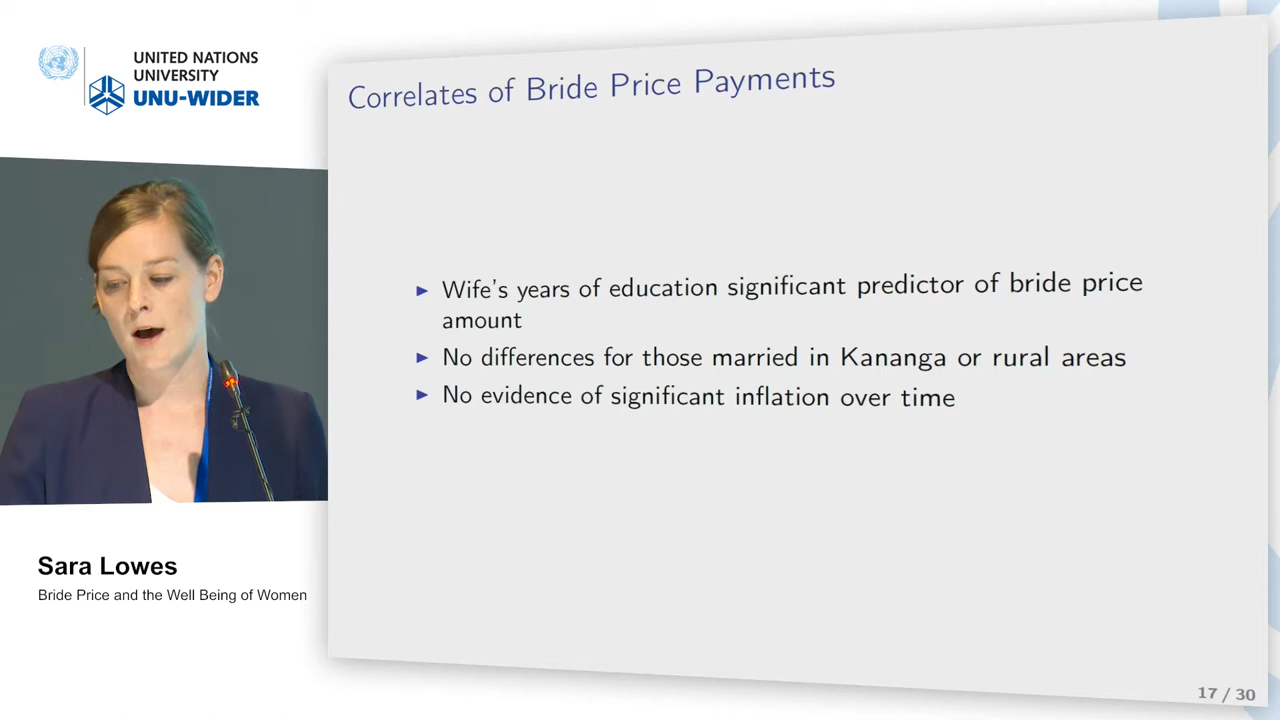 UNITED NATIONS
UNIVERSITY
UNU-WIDER
Correlates of Bride Price Payments
Wife's years of education significant predictor of bride price
amount
No differences for those married in Kananga or rural areas
No evidence of significant inflation over time
Sara Lowes
Bride Price and the Well Being of Women
17 / 30